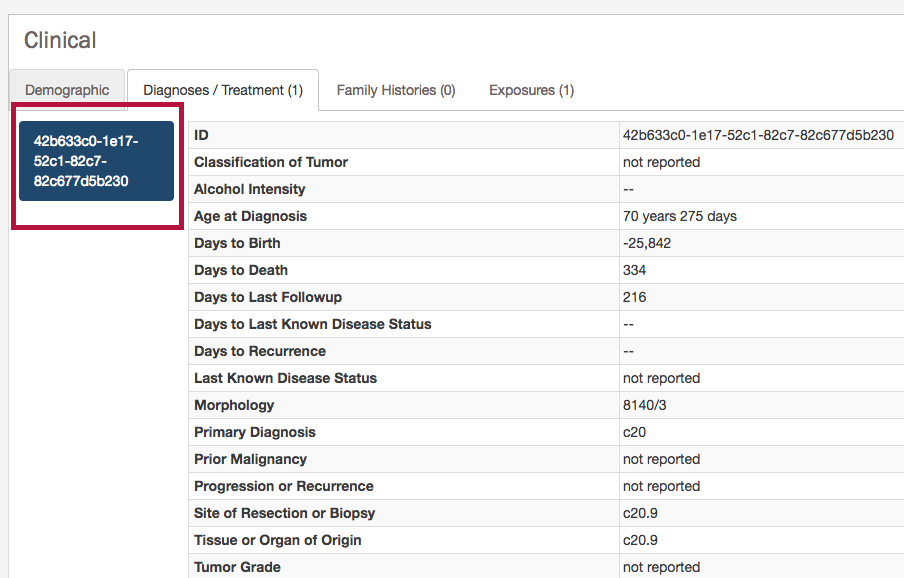 Clinical
Demographic
Diagnoses / Treatment (1)
Family Histories (0)
Exposures (1)
42b633c0-1e17-
52c1-82c7-
82c677d5b230
ID 42b633c0-1e17-52c1-82c7-82c677d5b230
Classification of Tumor not reported
Alcohol Intensity --
Age at Diagnosis 70 years 275 days
Days to Birth -25,842
Days to Death 334
Days to Last Followup 216
Days to Last Known Disease Status --
Days to Recurrence --
Last Known Disease Status not reported
Morphology 8140/3
Primary Diagnosis c20
Prior Malignancy not reported
Progression or Recurrence not reported
Site of Resection or Biopsy c20.9
Tissue or Organ of Origin c20.9
Tumor Grade not reported